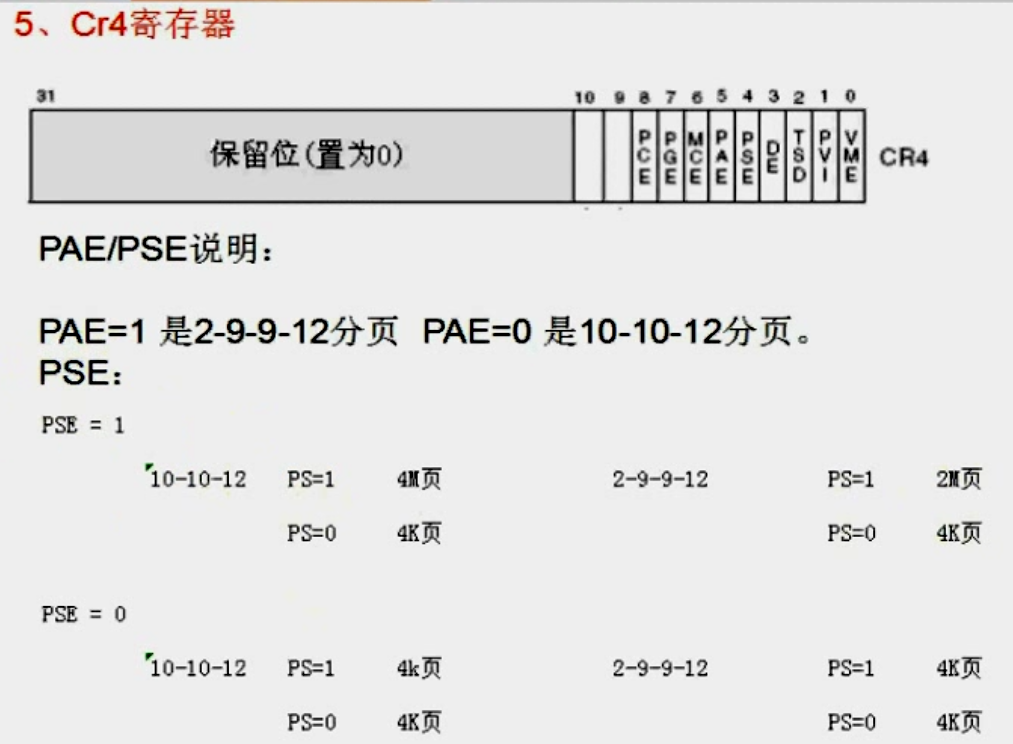 5、Cr4寄存器
31 10 9 8 7 6 5 4 3 2 1 0
保留位(置为0) PCE PGE MCE PAE PSE DE TSD PVI VME CR4
PAE/PSE说明：
PAE=1 是2-9-9-12分页 PAE=0 是10-10-12分页。
PSE：
PSE = 1
10-10-12 PS=1 4M页 2-9-9-12 PS=1 2M页
PS=0 4K页 PS=0 4K页
PSE = 0
10-10-12 PS=1 4k页 2-9-9-12 PS=1 4K页
PS=0 4K页 PS=0 4K页